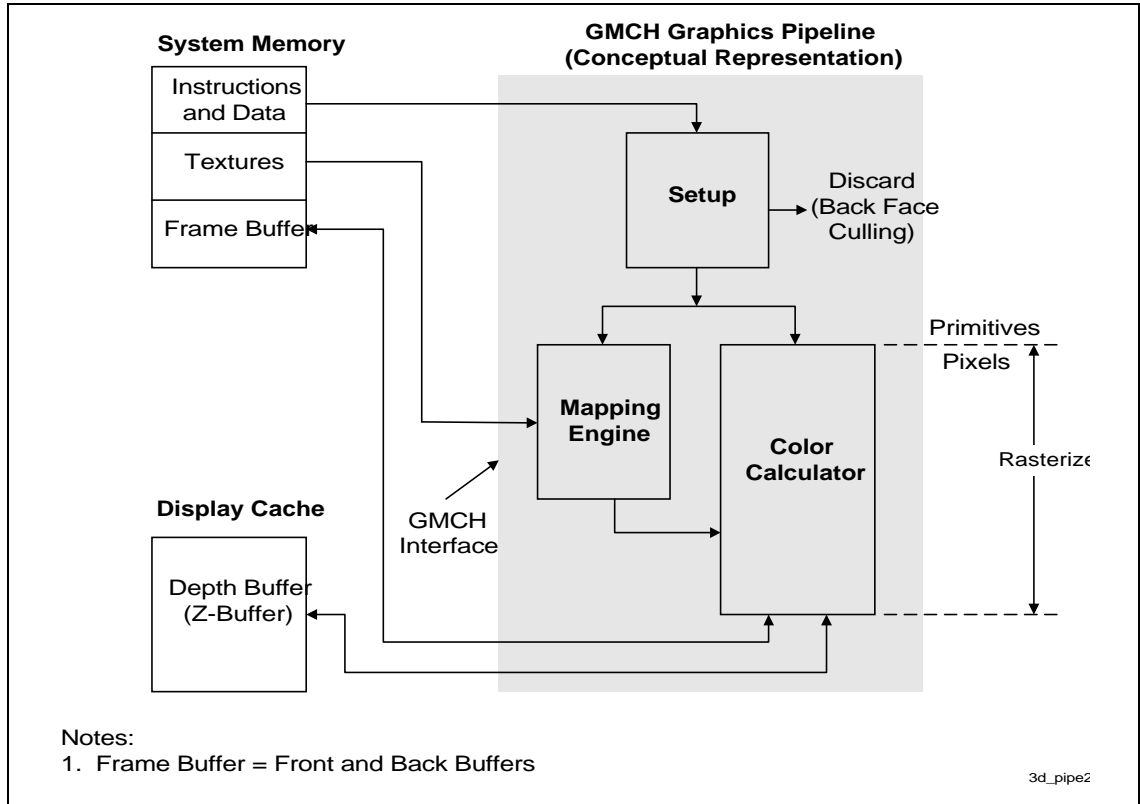 GMCH Graphics Pipeline
(Conceptual Representation)
System Memory
Instructions
and Data
Textures
Frame Buffer
Setup
Discard
(Back Face
Culling)
Primitives
Pixels
Mapping
Engine
Color
Calculator
Rasterize
GMCH
Interface
Display Cache
Depth Buffer
(Z-Buffer)
Notes:
1. Frame Buffer = Front and Back Buffers
3d_pipe2